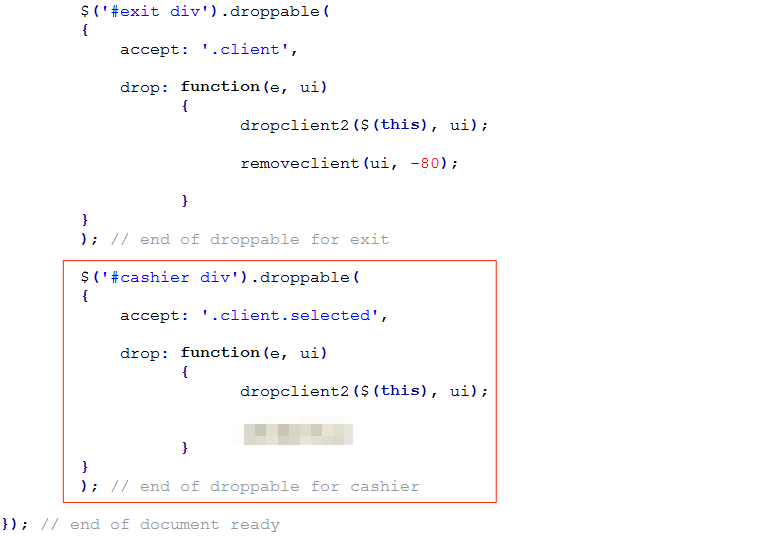 $('#exit div').droppable(
{
accept: '.client',
drop: function(e, ui)
{
dropclient2($(this), ui);
removeclient(ui, -80);
}
}
); // end of droppable for exit
$('#cashier div').droppable(
{
accept: '.client.selected',
drop: function(e, ui)
{
dropclient2($(this), ui);
}
}
); // end of droppable for cashier
}); // end of document ready